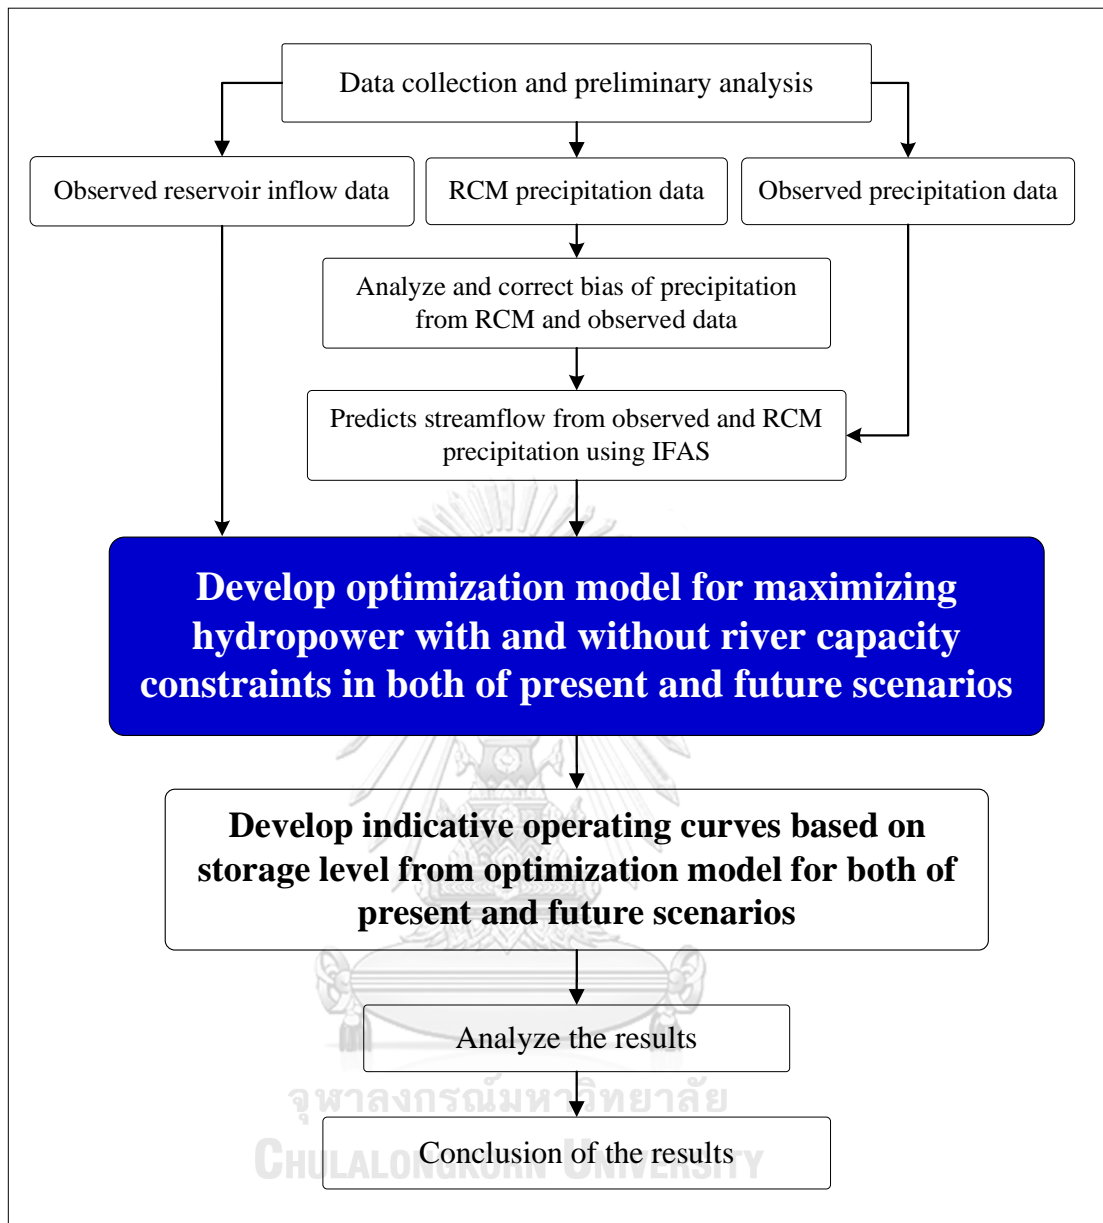 Data collection and preliminary analysis
Observed reservoir inflow data
RCM precipitation data
Observed precipitation data
Analyze and correct bias of precipitation
from RCM and observed data
Predicts streamflow from observed and RCM
precipitation using IFAS
Develop optimization model for maximizing
hydropower with and without river capacity
constraints in both of present and future scenarios
Develop indicative operating curves based on
storage level from optimization model for both of
present and future scenarios
Analyze the results
จุฬาลงกรณ์มหาวิทยาลัย
Conclusion of the results
CHULALONGKORN UNIVERSITY